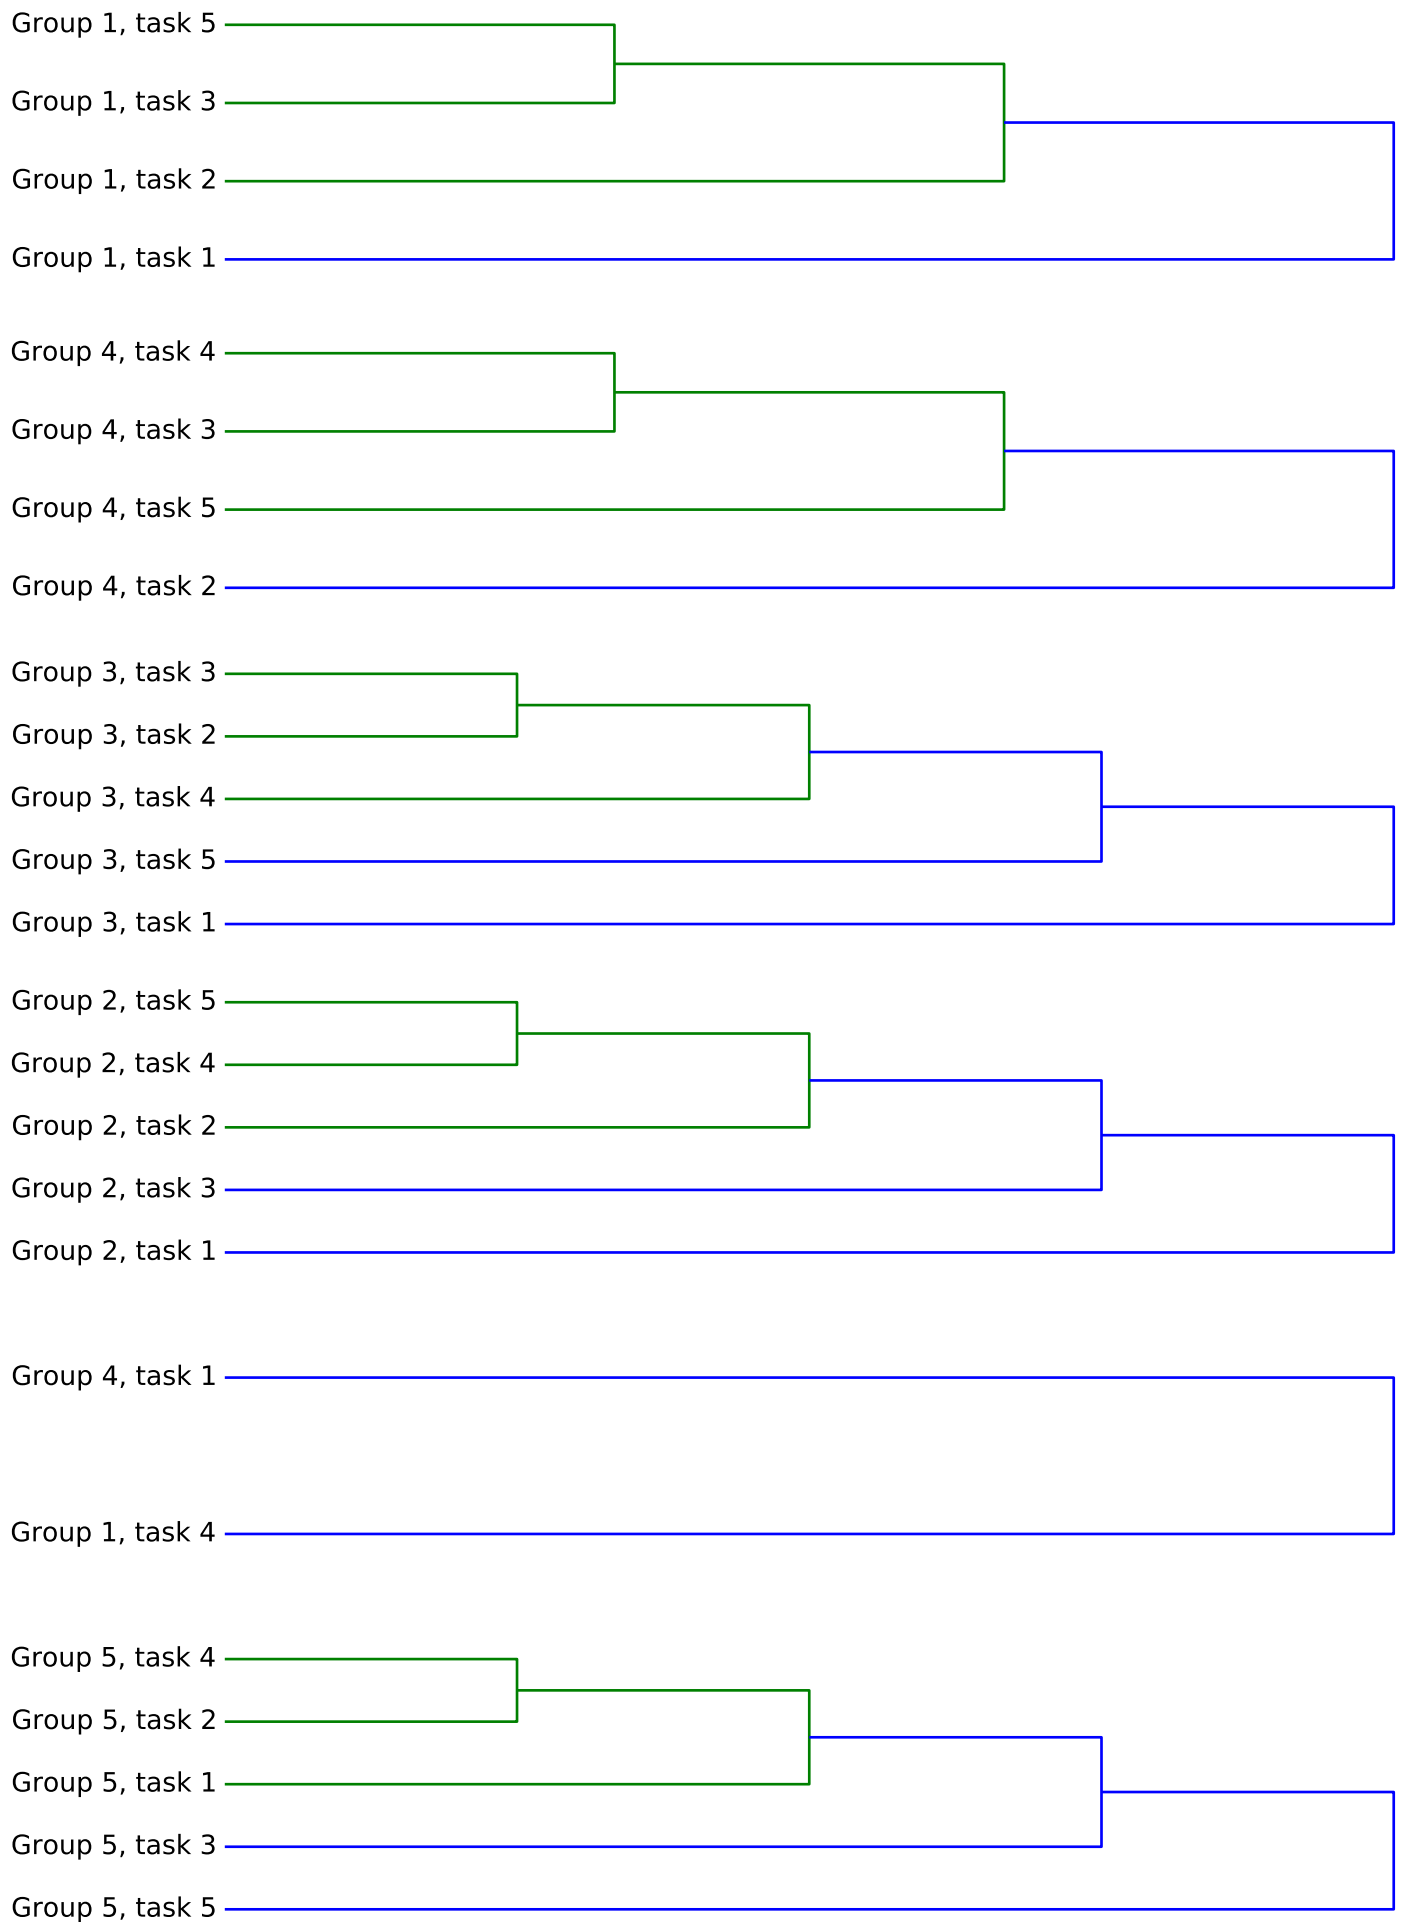 Group 1, task 5
Group 1, task 3
Group 1, task 2
Group 1, task 1
Group 4, task 4
Group 4, task 3
Group 4, task 5
Group 4, task 2
Group 3, task 3
Group 3, task 2
Group 3, task 4
Group 3, task 5
Group 3, task 1
Group 2, task 5
Group 2, task 4
Group 2, task 2
Group 2, task 3
Group 2, task 1
Group 4, task 1
Group 1, task 4
Group 5, task 4
Group 5, task 2
Group 5, task 1
Group 5, task 3
Group 5, task 5